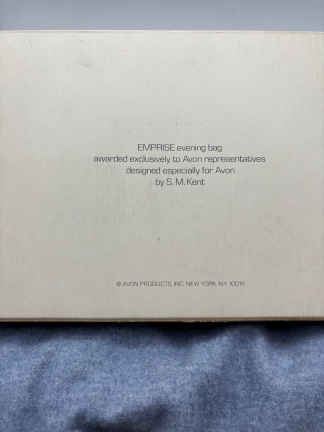 EMPRISE evening bag
awarded exclusively to Avon representatives
designed especially for Avon
by S. M. Kent
© AVON PRODUCTS, INC. NEW YORK, N.Y. 10019